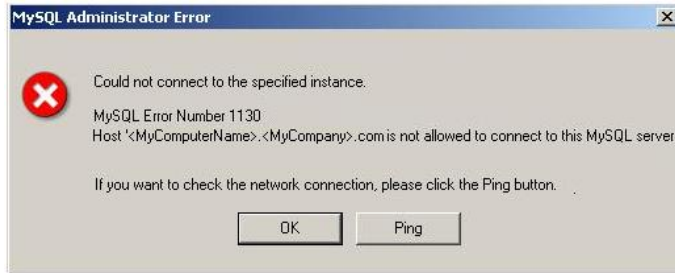 MySQL Administrator Error
Could not connect to the specified instance.
MySQL Error Number 1130
Host '<MyComputerName>.<MyCompany>.com is not allowed to connect to this MySQL server
If you want to check the network connection, please click the Ping button.
OK
Ping